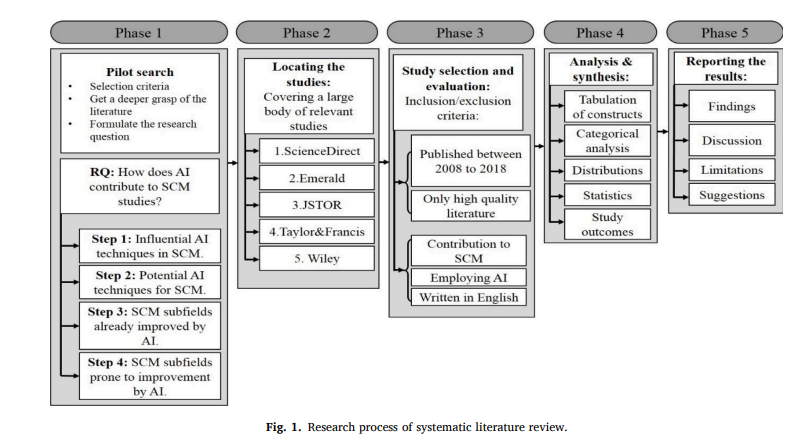 Phase 1
Pilot search
• Selection criteria
• Get a deeper grasp of the
literature
• Formulate the research
question
RQ: How does AI
contribute to SCM
studies?
Step 1: Influential AI
techniques in SCM.
Step 2: Potential AI
techniques for SCM.
Step 3: SCM subfields
already improved by
AI.
Step 4: SCM subfields
prone to improvement
by AI.
Phase 2
Locating the
studies:
Covering a large
body of relevant
studies
1.ScienceDirect
2.Emerald
3.JSTOR
4.Taylor&Francis
5. Wiley
Phase 3
Study selection and
evaluation:
Inclusion/exclusion
criteria:
Published between
2008 to 2018
Only high quality
literature
Contribution to
SCM
Employing AI
Written in English
Phase 4
Analysis &
synthesis:
Tabulation
of constructs
Categorical
analysis
Distributions
Statistics
Study
outcomes
Phase 5
Reporting the
results:
Findings
Discussion
Limitations
Suggestions
Fig. 1. Research process of systematic literature review.